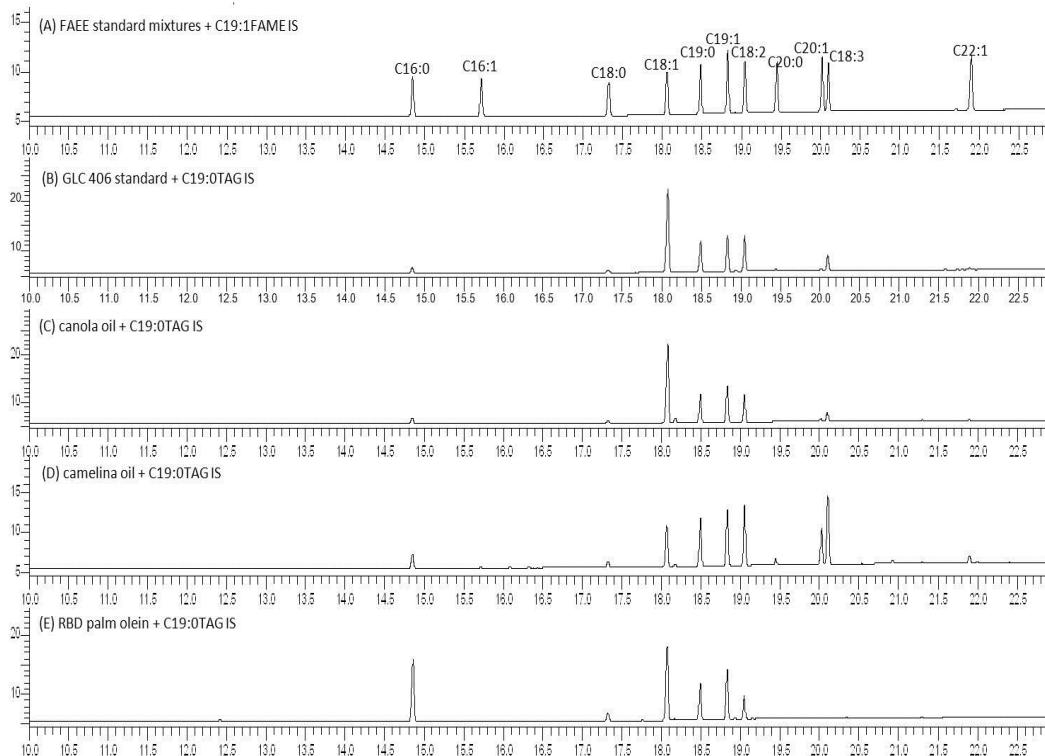 (A) FAEE standard mixtures + C19:1FAME IS
15
10
5
C16:0 C16:1 C18:0 C18:1 C19:0 C19:1 C18:2 C20:0 C20:1 C18:3 C22:1
10.0 10.5 11.0 11.5 12.0 12.5 13.0 13.5 14.0 14.5 15.0 15.5 16.0 16.5 17.0 17.5 18.0 18.5 19.0 19.5 20.0 20.5 21.0 21.5 22.0 22.5
(B) GLC 406 standard + C19:0TAG IS
20
10
10.0 10.5 11.0 11.5 12.0 12.5 13.0 13.5 14.0 14.5 15.0 15.5 16.0 16.5 17.0 17.5 18.0 18.5 19.0 19.5 20.0 20.5 21.0 21.5 22.0 22.5
(C) canola oil + C19:0TAG IS
20
10
10.0 10.5 11.0 11.5 12.0 12.5 13.0 13.5 14.0 14.5 15.0 15.5 16.0 16.5 17.0 17.5 18.0 18.5 19.0 19.5 20.0 20.5 21.0 21.5 22.0 22.5
(D) camelina oil + C19:0TAG IS
15
10
5
10.0 10.5 11.0 11.5 12.0 12.5 13.0 13.5 14.0 14.5 15.0 15.5 16.0 16.5 17.0 17.5 18.0 18.5 19.0 19.5 20.0 20.5 21.0 21.5 22.0 22.5
(E) RBD palm olein + C19:0TAG IS
20
10
10.0 10.5 11.0 11.5 12.0 12.5 13.0 13.5 14.0 14.5 15.0 15.5 16.0 16.5 17.0 17.5 18.0 18.5 19.0 19.5 20.0 20.5 21.0 21.5 22.0 22.5